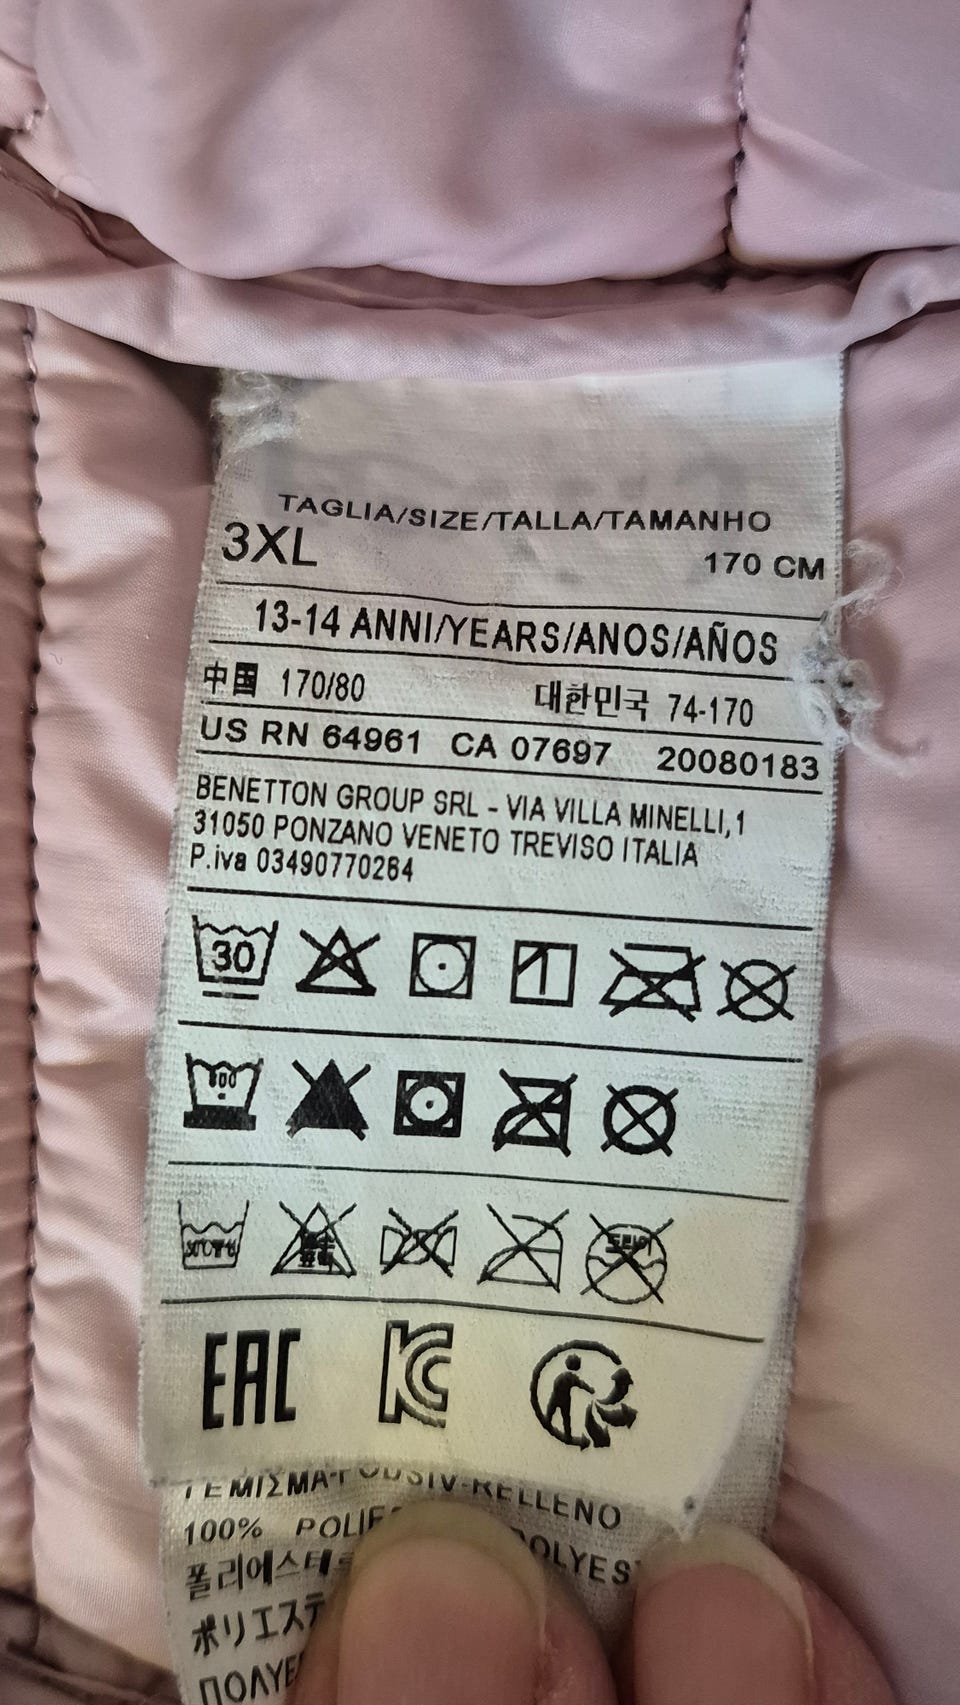 TAGLIA/SIZE/TALLA/TAMANHO
3XL 170 CM
13-14 ANNI/YEARS/ANOS/AÑOS
中国 170/80 대한민국 74-170
US RN 64961 CA 07697 20080183
BENETTON GROUP SRL - VIA VILLA MINELLI,1
31050 PONZANO VENETO TREVISO ITALIA
P.iva 03490770264
30
EAC
KC
100%